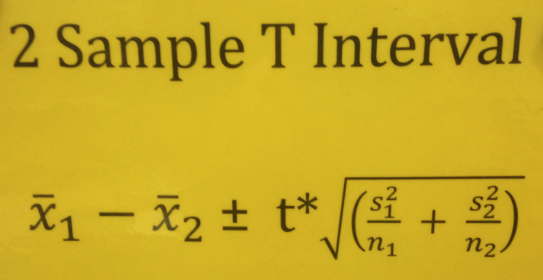 2 Sample T Interval
x̄₁ − x̄₂ ± t* √((s₁²/n₁) + (s₂²/n₂))